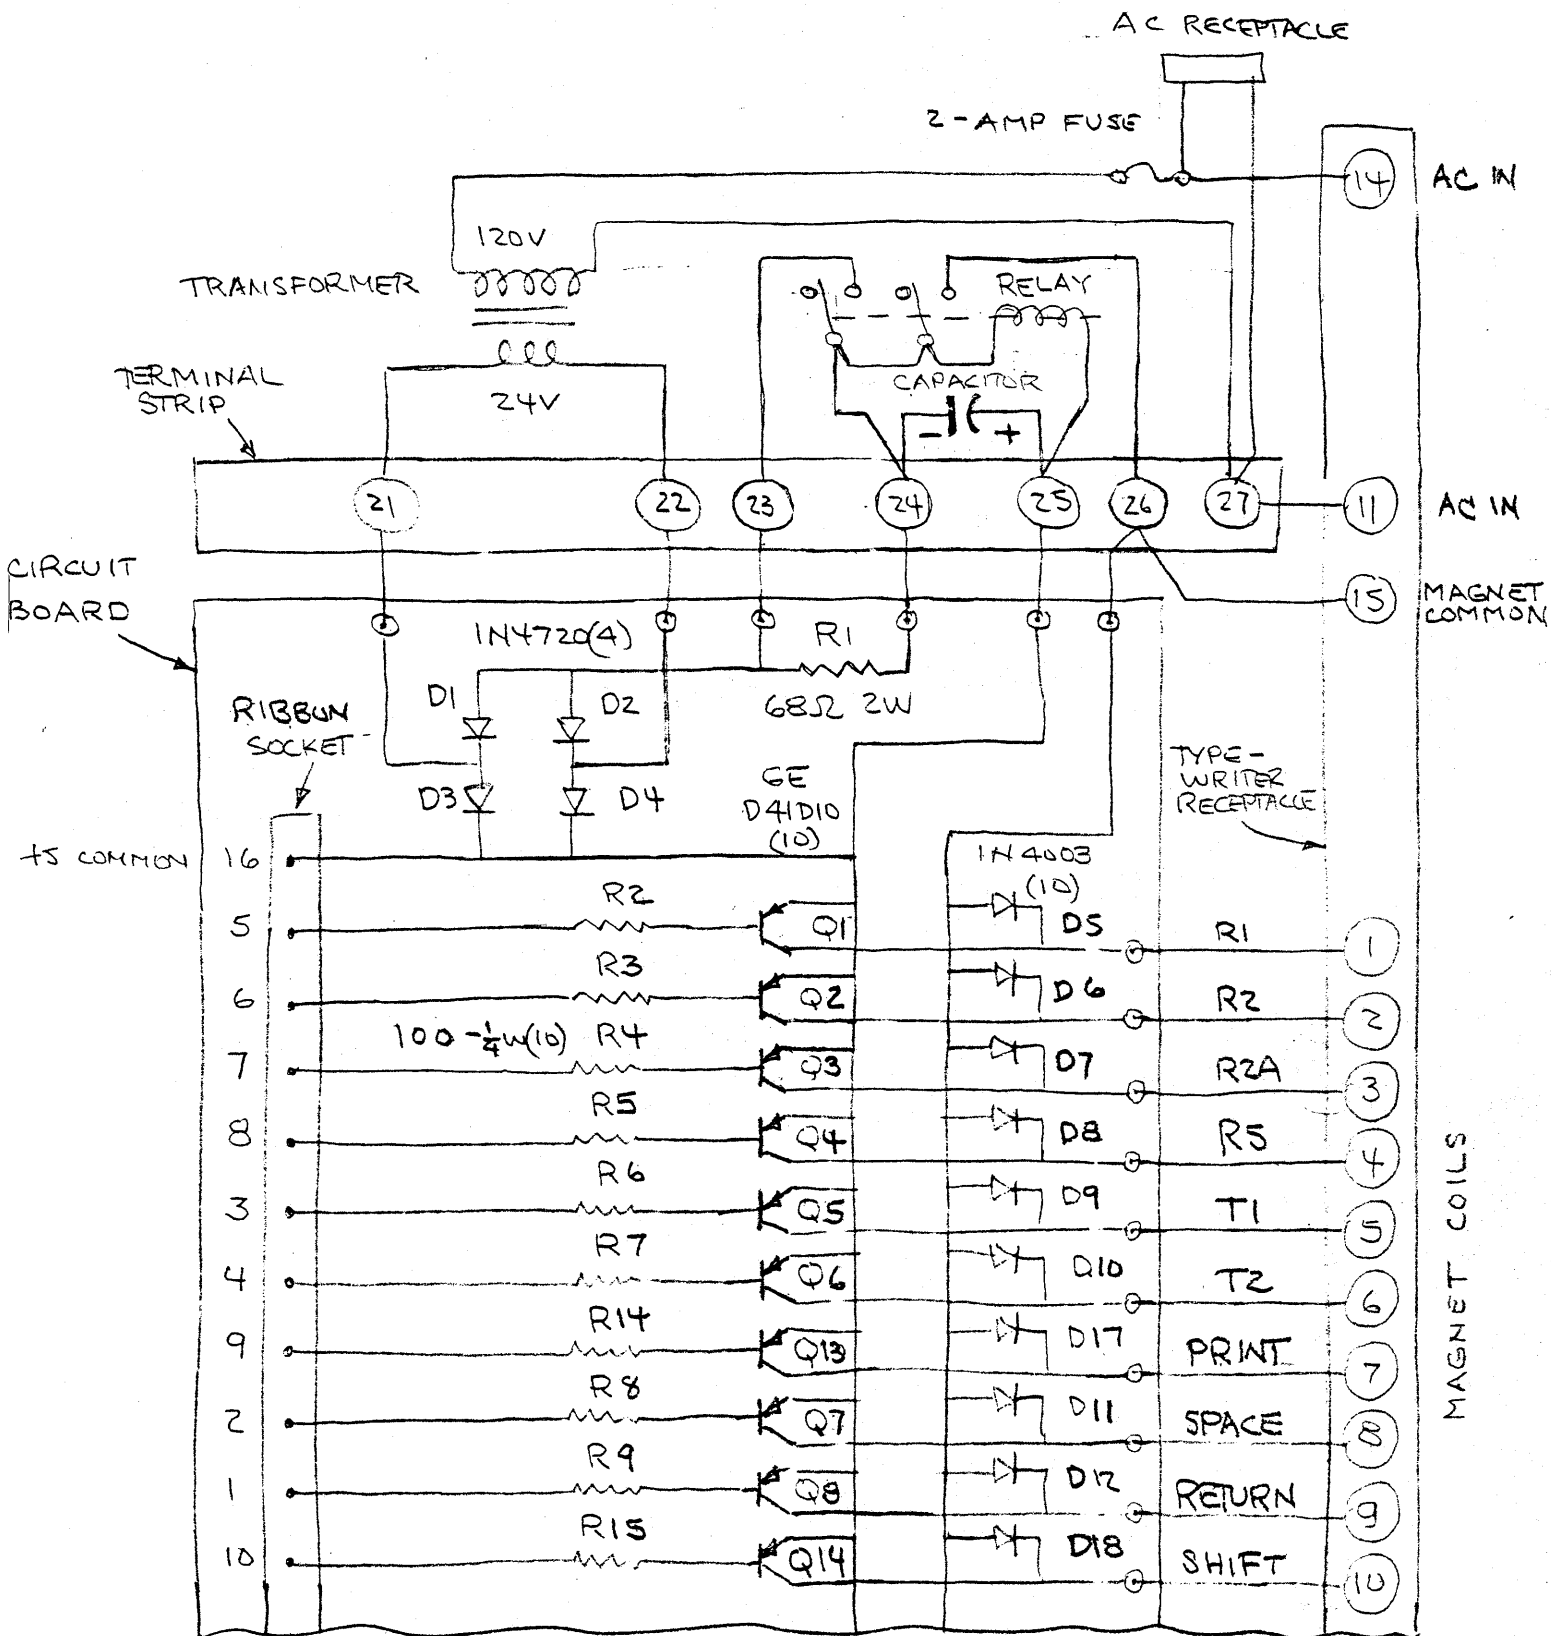 AC RECEPTACLE
2-AMP FUSE
14 AC IN
120V
TRANSFORMER
RELAY
24V
CAPACITOR
- +
TERMINAL
STRIP
21 22 23 24 25 26 27 11 AC IN
CIRCUIT
BOARD
15 MAGNET
COMMON
1N4720(4) R1
68Ω 2W
D1 D2
RIBBON
SOCKET
D3 D4
GE
D41D10
(10)
TYPE-
WRITER
RECEPTACLE
+5 COMMON 16
1N4003
(10)
5 R2 Q1 D5 R1 1
6 R3 Q2 D6 R2 2
100-¼W(10)
7 R4 Q3 D7 R2A 3
8 R5 Q4 D8 R5 4
3 R6 Q5 D9 T1 5
4 R7 Q6 D10 T2 6
9 R14 Q13 D17 PRINT 7
2 R8 Q7 D11 SPACE 8
1 R9 Q8 D12 RETURN 9
10 R15 Q14 D18 SHIFT 10
MAGNET COILS